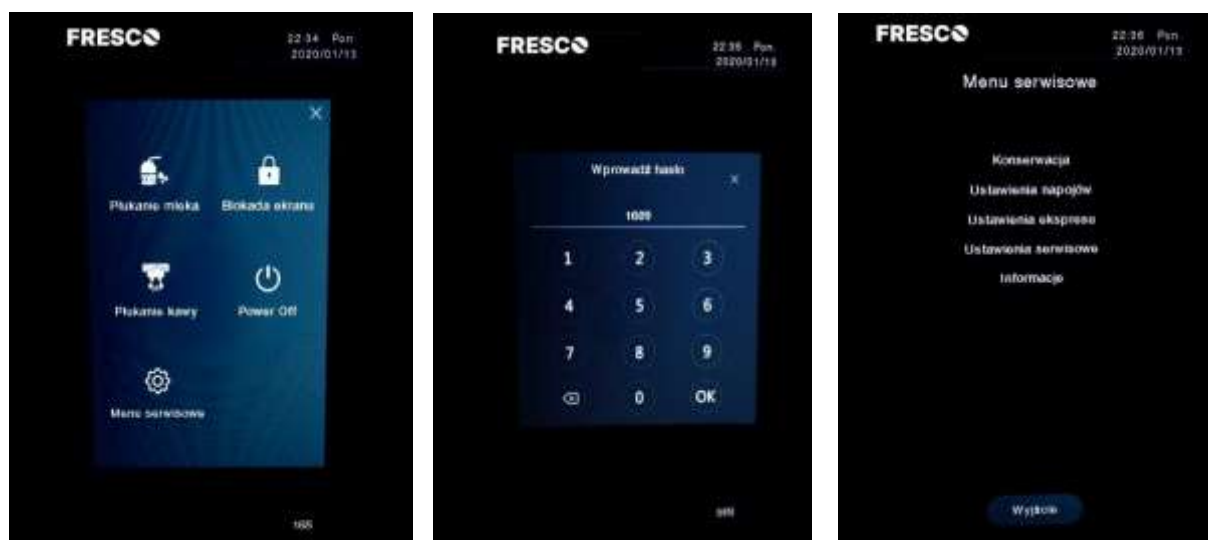 FRESCO
22:34 Pon
2020/01/13
Płukanie mleka Blokada ekranu
Płukanie kawy Power Off
Menu serwisowe
FRESCO
22:36 Pon
2020/01/13
Wprowadź hasło
1609
1 2 3
4 5 6
7 8 9
0 OK
FRESCO
22:36 Pon
2020/01/13
Menu serwisowe
Konserwacja
Ustawienia napojów
Ustawienia ekspresu
Ustawienia serwisowe
Informacje
Wyjście